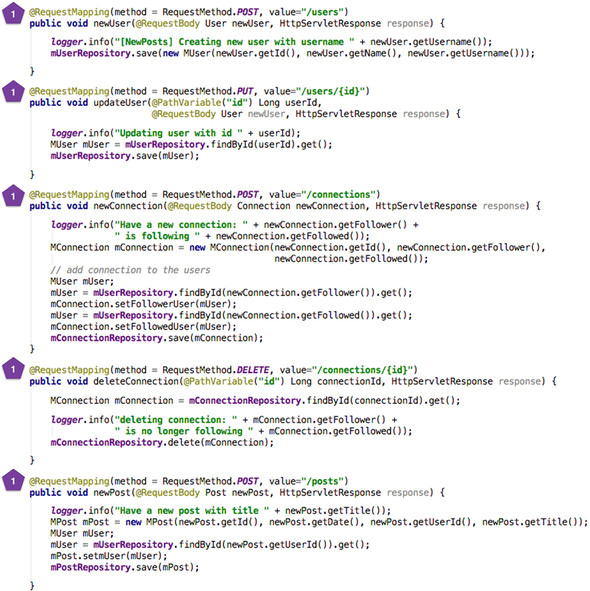 1 @RequestMapping(method = RequestMethod.POST, value="/users")
public void newUser(@RequestBody User newUser, HttpServletResponse response) {
logger.info("[NewPosts] Creating new user with username " + newUser.getUsername());
mUserRepository.save(new MUser(newUser.getId(), newUser.getName(), newUser.getUsername()));
}
1 @RequestMapping(method = RequestMethod.PUT, value="/users/{id}")
public void updateUser(@PathVariable("id") Long userId,
@RequestBody User newUser, HttpServletResponse response) {
logger.info("Updating user with id " + userId);
MUser mUser = mUserRepository.findById(userId).get();
mUserRepository.save(mUser);
}
1 @RequestMapping(method = RequestMethod.POST, value="/connections")
public void newConnection(@RequestBody Connection newConnection, HttpServletResponse response) {
logger.info("Have a new connection: " + newConnection.getFollower() +
" is following " + newConnection.getFollowed());
MConnection mConnection = new MConnection(newConnection.getId(), newConnection.getFollower(),
newConnection.getFollowed());
// add connection to the users
MUser mUser;
mUser = mUserRepository.findById(newConnection.getFollower()).get();
mConnection.setFollowerUser(mUser);
mUser = mUserRepository.findById(newConnection.getFollowed()).get();
mConnection.setFollowedUser(mUser);
mConnectionRepository.save(mConnection);
}
1 @RequestMapping(method = RequestMethod.DELETE, value="/connections/{id}")
public void deleteConnection(@PathVariable("id") Long connectionId, HttpServletResponse response) {
MConnection mConnection = mConnectionRepository.findById(connectionId).get();
logger.info("deleting connection: " + mConnection.getFollower() +
" is no longer following " + mConnection.getFollowed());
mConnectionRepository.delete(mConnection);
}
1 @RequestMapping(method = RequestMethod.POST, value="/posts")
public void newPost(@RequestBody Post newPost, HttpServletResponse response) {
logger.info("Have a new post with title " + newPost.getTitle());
MPost mPost = new MPost(newPost.getId(), newPost.getDate(), newPost.getUserId(), newPost.getTitle());
MUser mUser;
mUser = mUserRepository.findById(newPost.getUserId()).get();
mPost.setmUser(mUser);
mPostRepository.save(mPost);
}